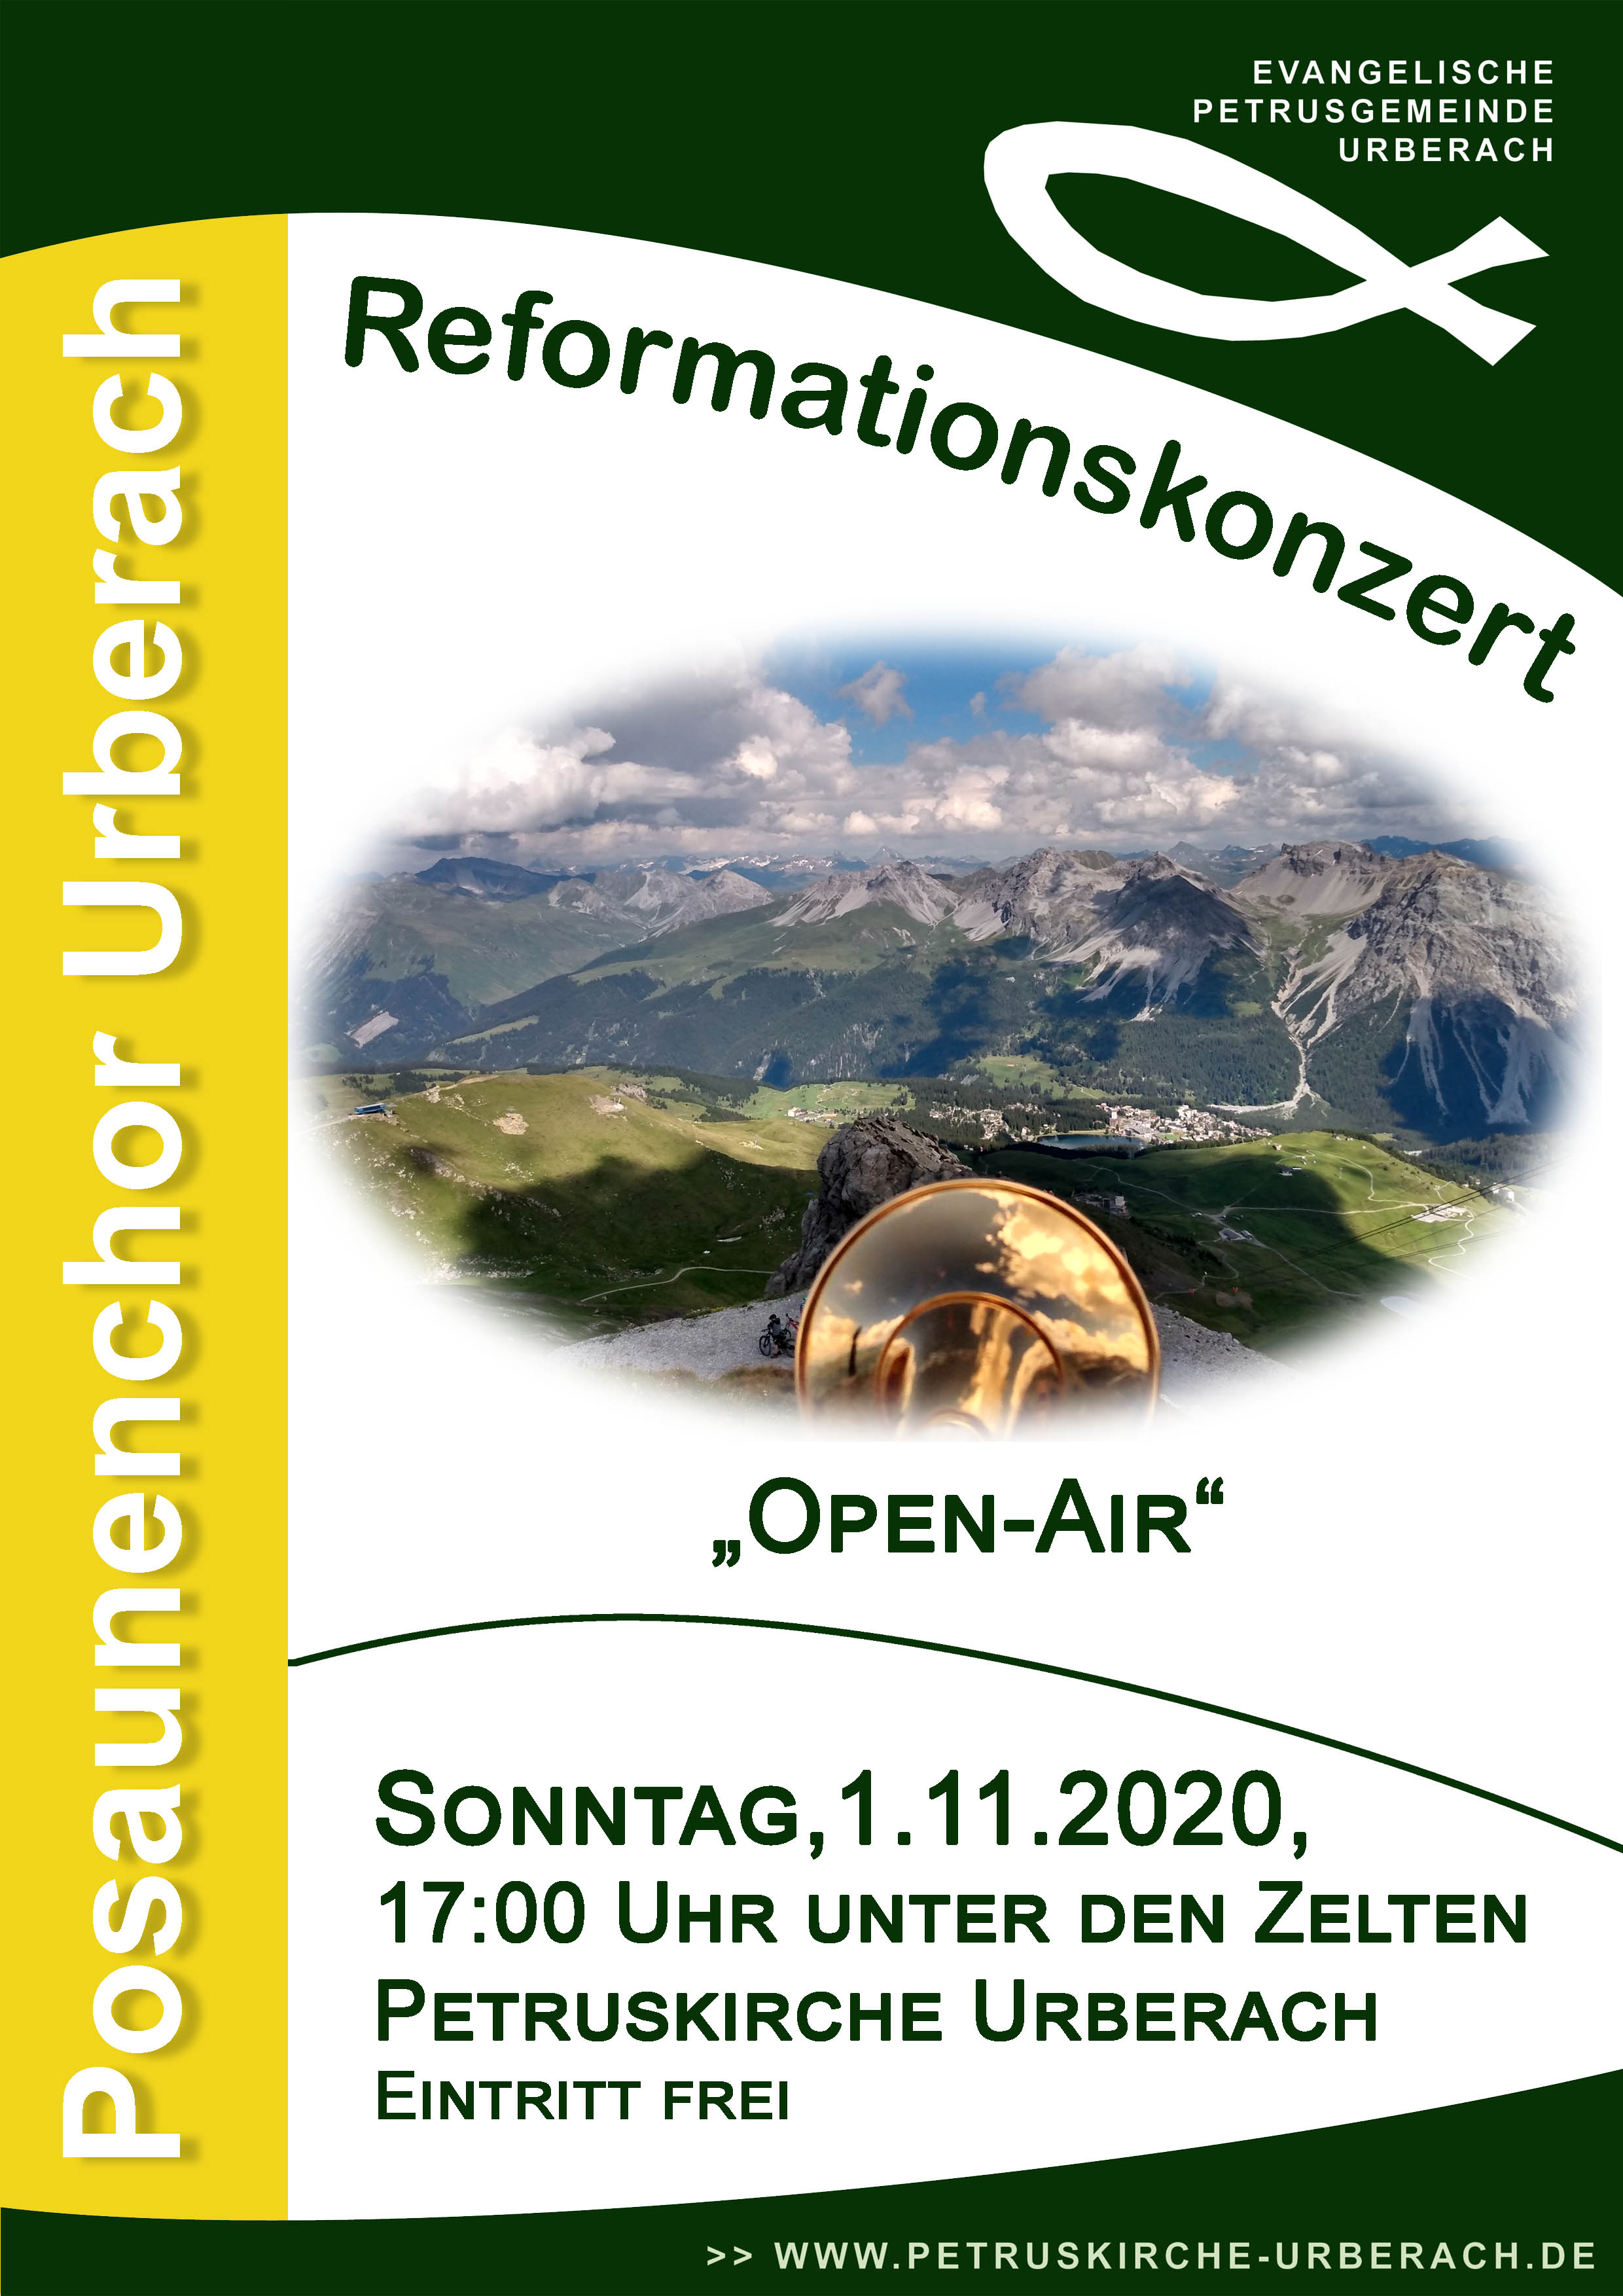 EVANGELISCHE
PETRUSGEMEINDE
URBERACH
Posaunenchor Urberach
Reformationskonzert
„Open-Air“
Sonntag,1.11.2020,
17:00 Uhr unter den Zelten
Petruskirche Urberach
Eintritt frei
>> WWW.PETRUSKIRCHE-URBERACH.DE